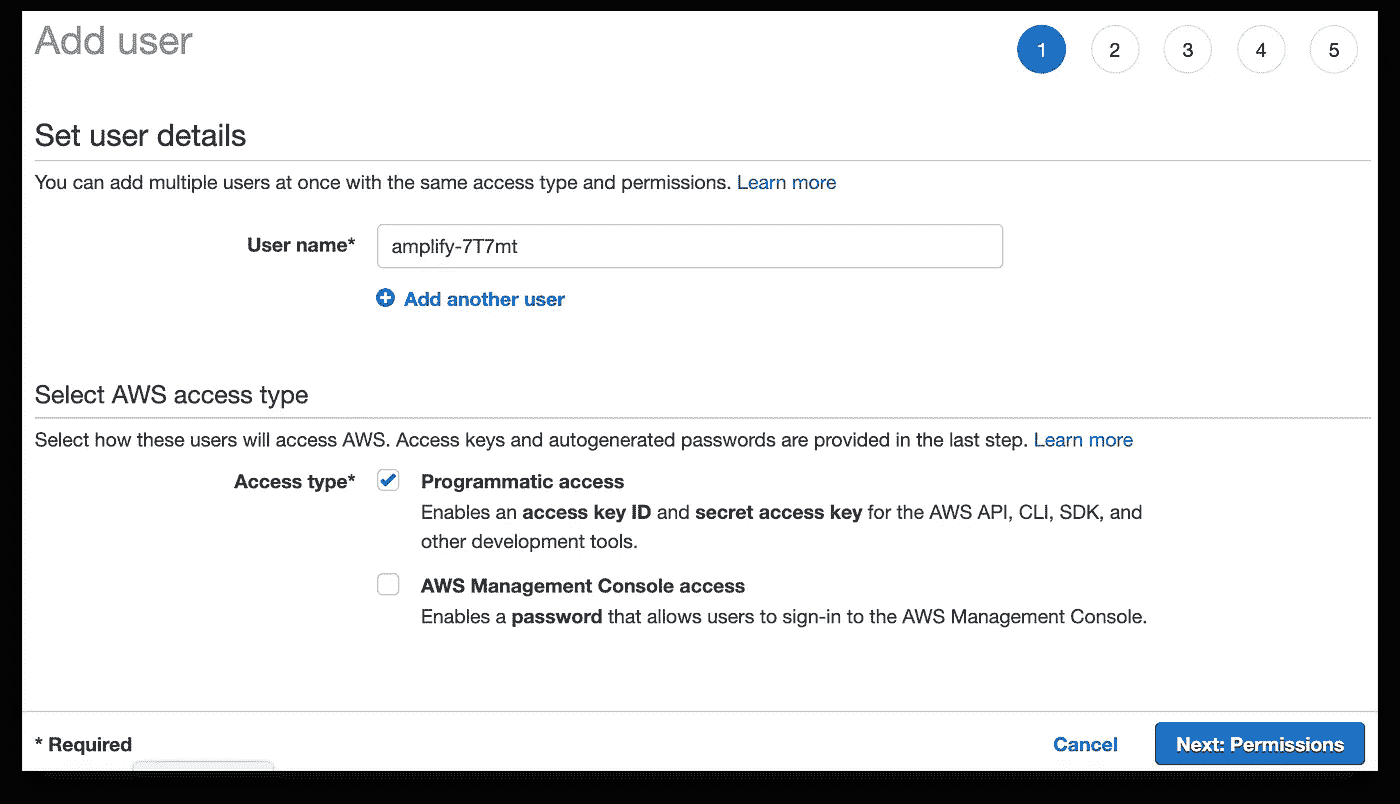 Add user
1 2 3 4 5
Set user details
You can add multiple users at once with the same access type and permissions. Learn more
User name* amplify-7T7mt
Add another user
Select AWS access type
Select how these users will access AWS. Access keys and autogenerated passwords are provided in the last step. Learn more
Access type* Programmatic access
Enables an access key ID and secret access key for the AWS API, CLI, SDK, and
other development tools.
AWS Management Console access
Enables a password that allows users to sign-in to the AWS Management Console.
* Required Cancel Next: Permissions